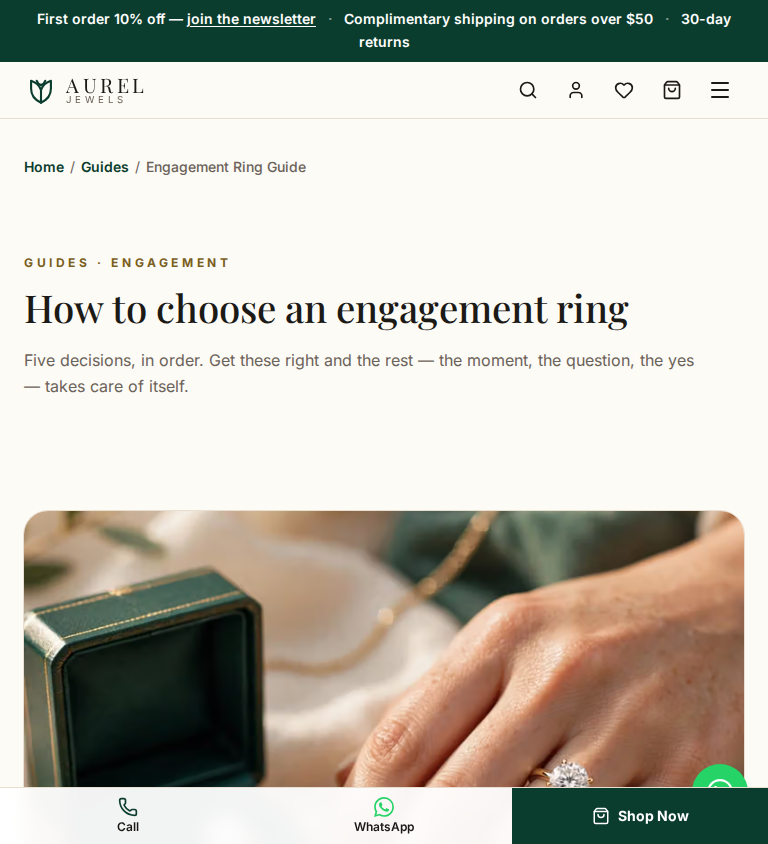 First order 10% off — join the newsletter · Complimentary shipping on orders over $50 · 30-day
returns
AUREL
JEWELS
Home / Guides / Engagement Ring Guide
GUIDES · ENGAGEMENT
How to choose an engagement ring
Five decisions, in order. Get these right and the rest — the moment, the question, the yes
— takes care of itself.
Call
WhatsApp
Shop Now